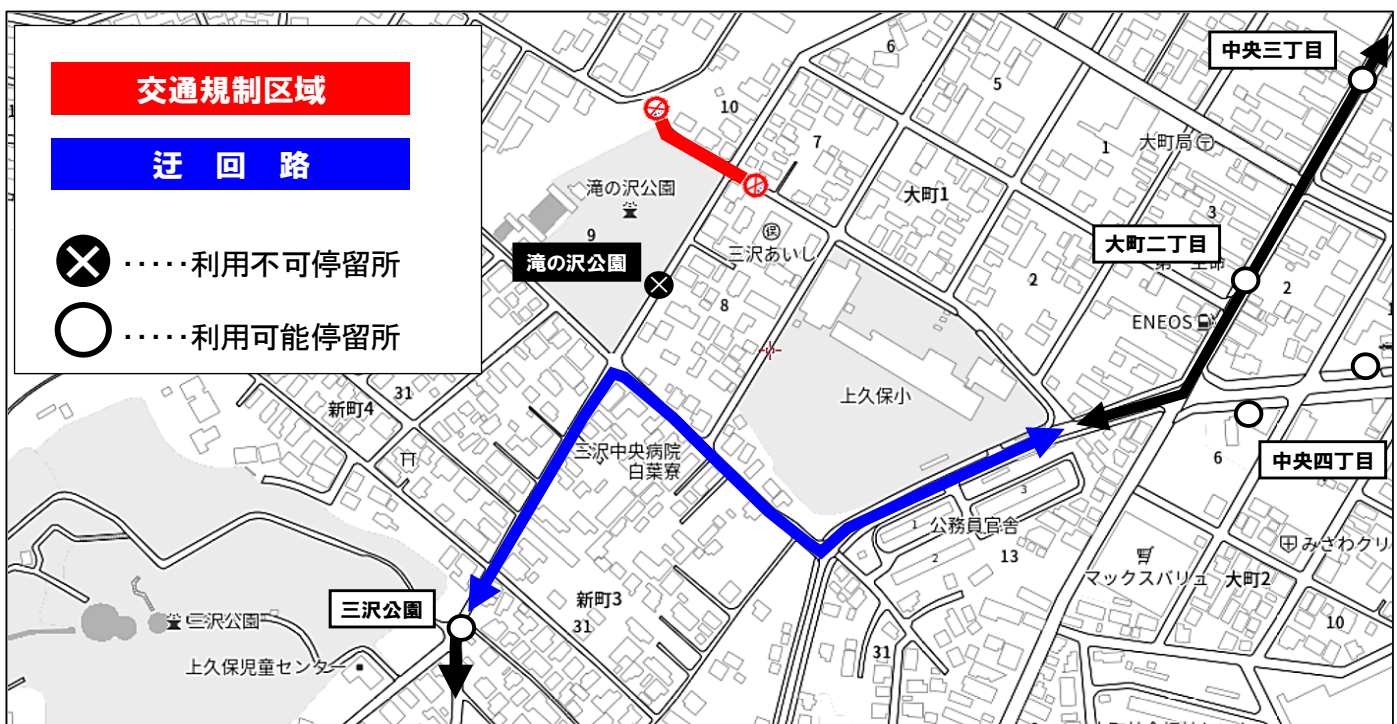 交通規制区域
迂 回 路
·····利用不可停留所
·····利用可能停留所
6
中央三丁目
5
10
7
1
大町局
滝の沢公園
大町1
9
3
滝の沢公園
保
三沢あいし
大町二丁目
2
2
8
ENEOS
上久保小
31
新町4
三沢中央病院
白葉寮
6
中央四丁目
3
1
公務員官舎
2
13
みさわクリ
マックスバリュ
大町2
新町3
三沢公園
31
三沢公園
10
上久保児童センター
31